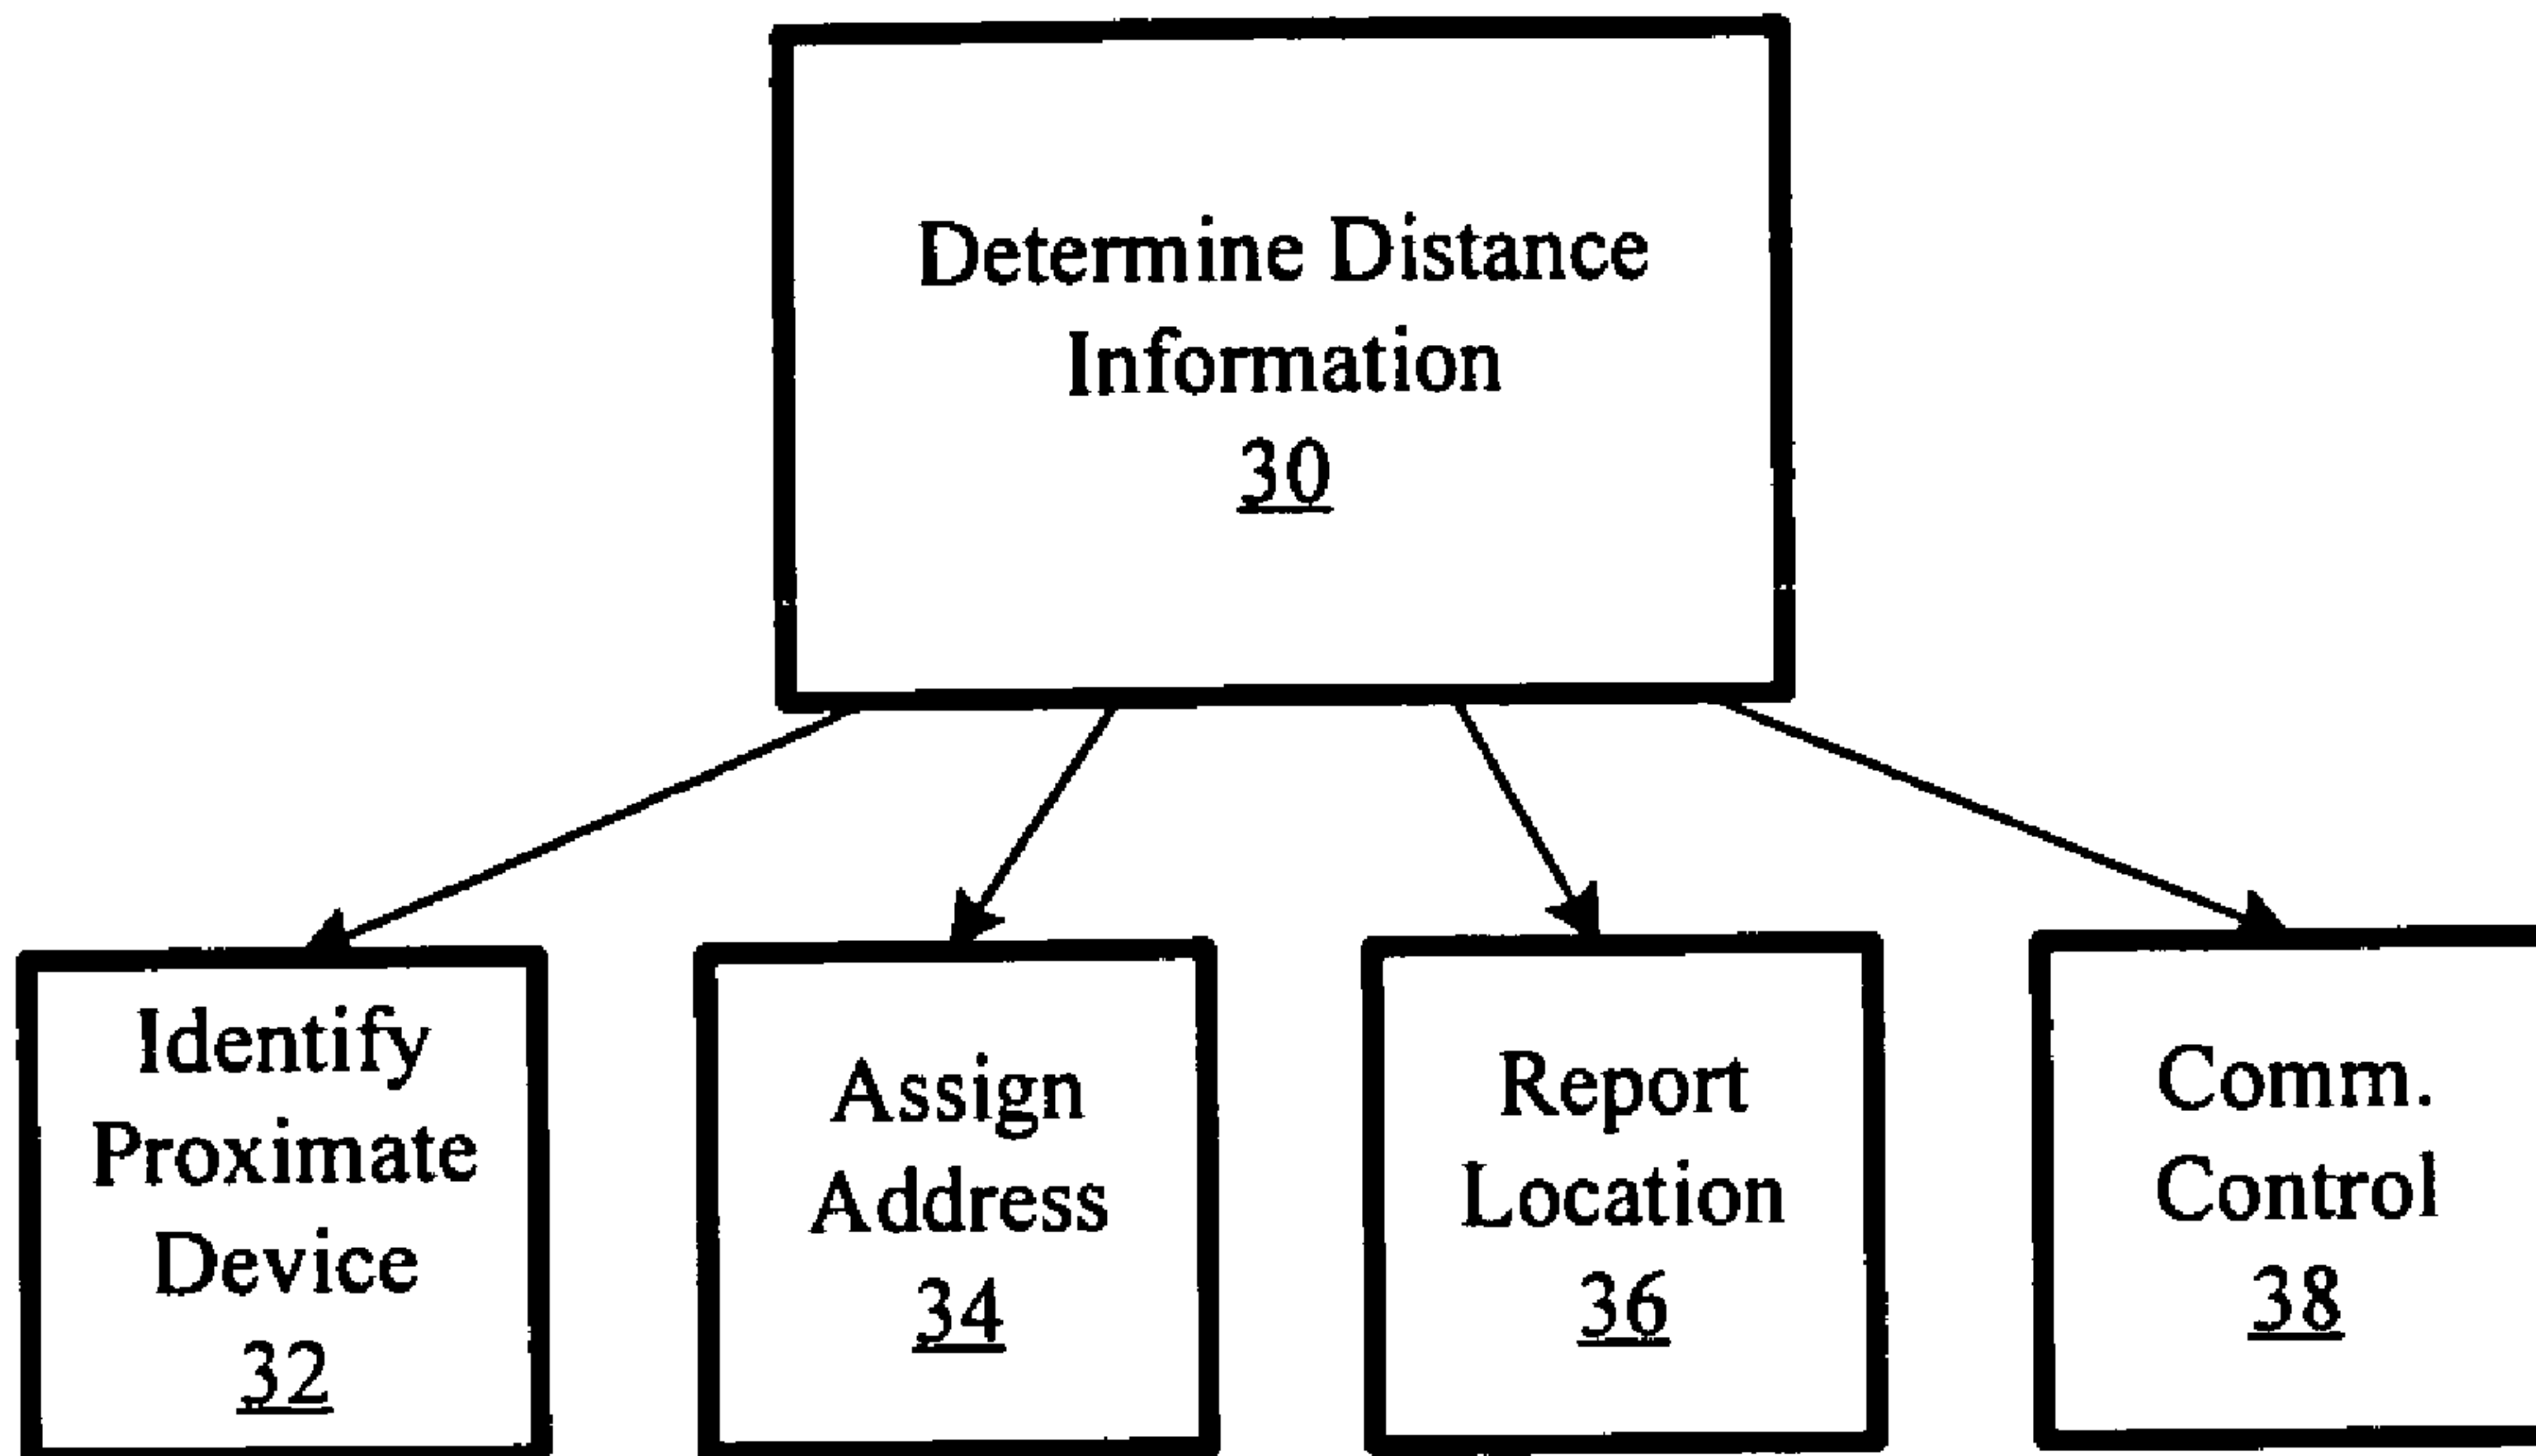 Determine Distance
Information
30
Identify
Proximate
Device
32
Assign
Address
34
Report
Location
36
Comm.
Control
38